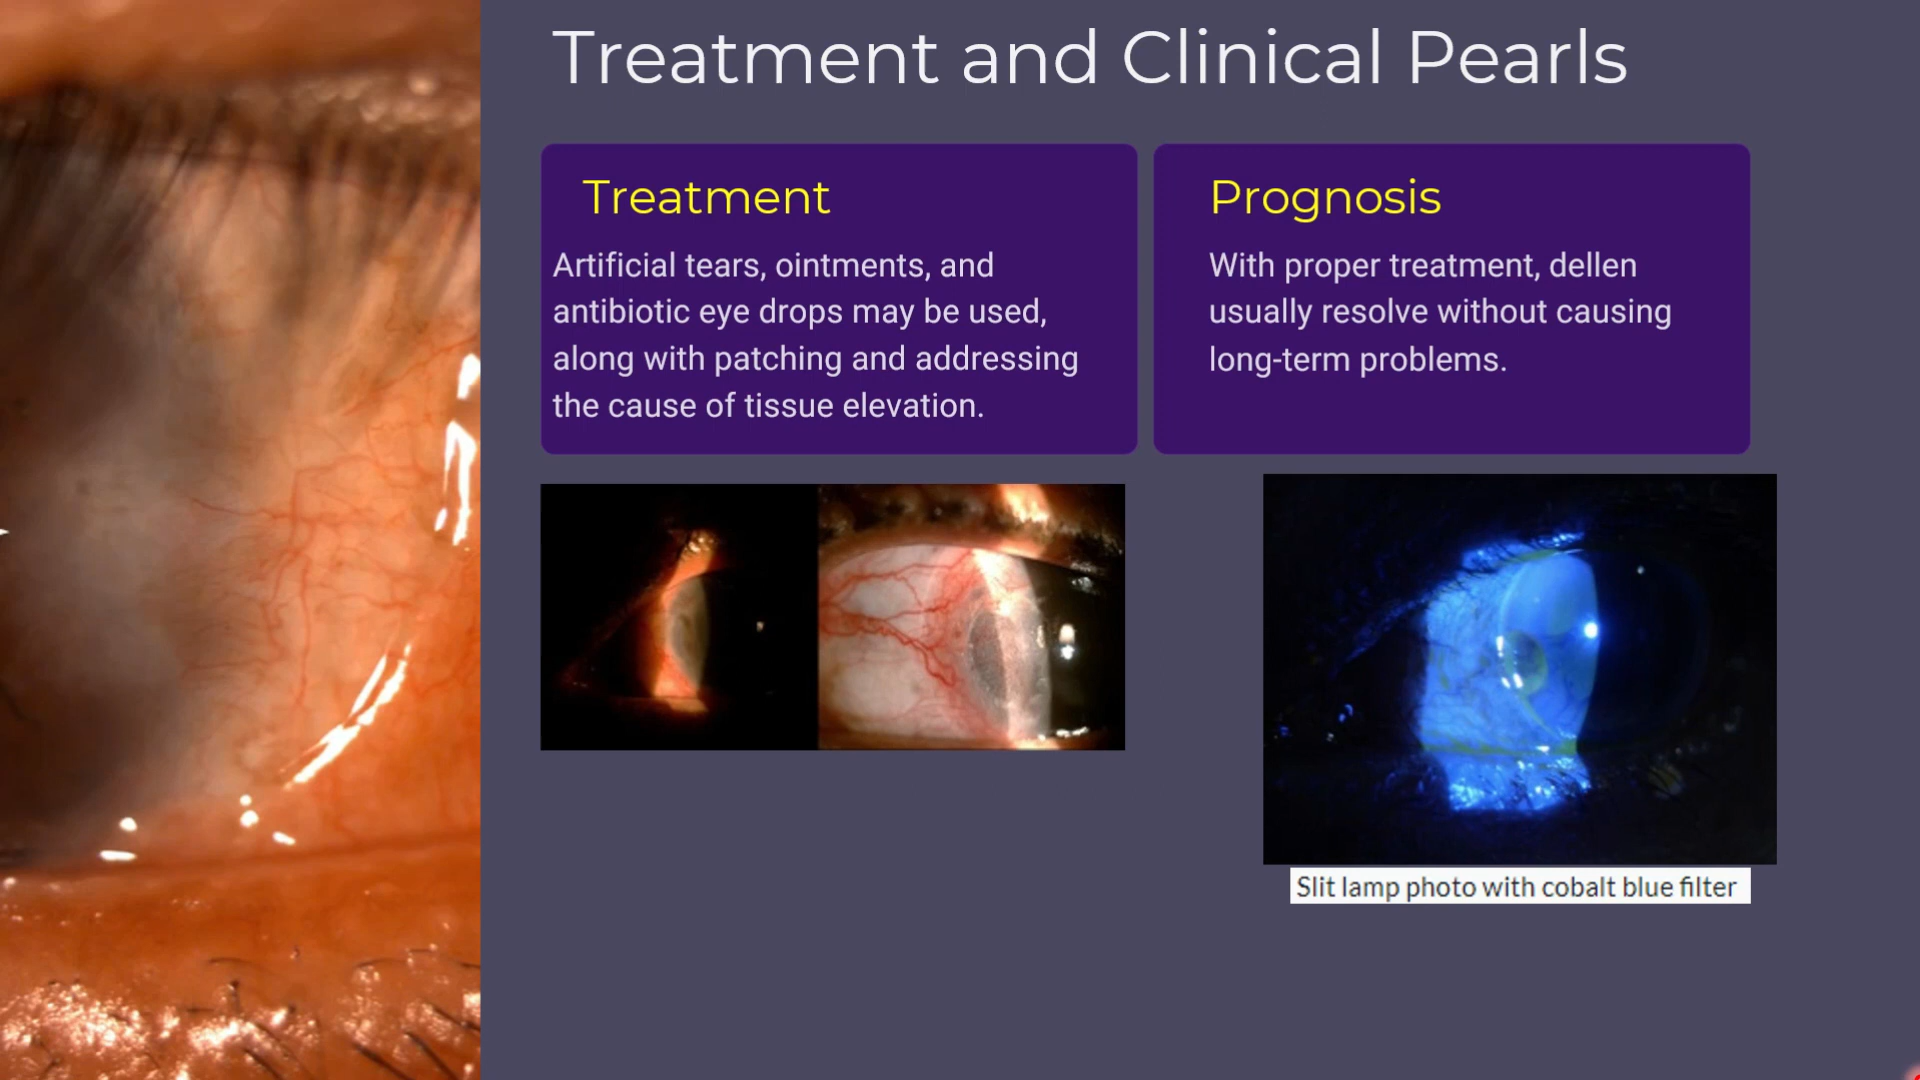 Treatment and Clinical Pearls
Treatment
Artificial tears, ointments, and
antibiotic eye drops may be used,
along with patching and addressing
the cause of tissue elevation.
Prognosis
With proper treatment, dellen
usually resolve without causing
long-term problems.
Slit lamp photo with cobalt blue filter